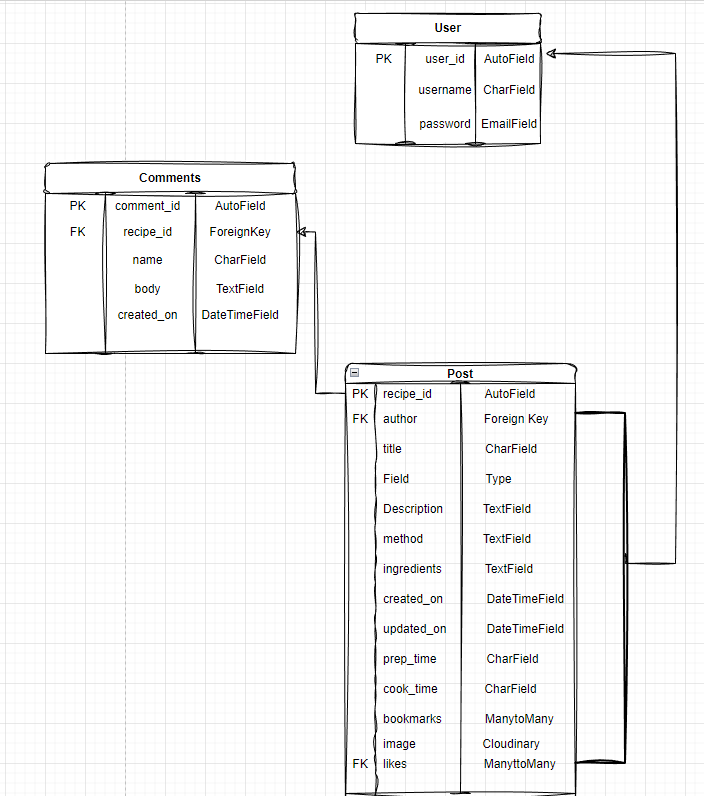 User
PK user_id AutoField
username CharField
password EmailField
Comments
PK comment_id AutoField
FK recipe_id ForeignKey
name CharField
body TextField
created_on DateTimeField
Post
PK recipe_id AutoField
FK author Foreign Key
title CharField
Field Type
Description TextField
method TextField
ingredients TextField
created_on DateTimeField
updated_on DateTimeField
prep_time CharField
cook_time CharField
bookmarks ManytoMany
image Cloudinary
FK likes ManyttoMany